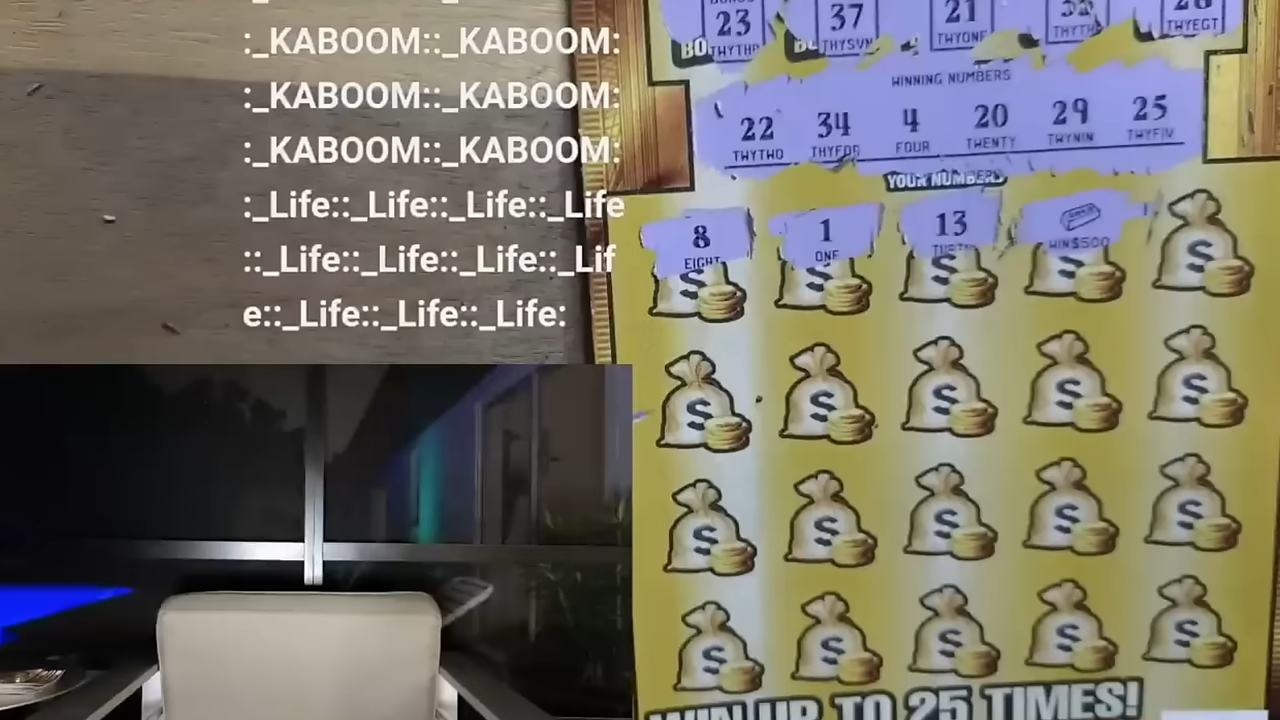 :_KABOOM::_KABOOM:
:_KABOOM::_KABOOM:
:_KABOOM::_KABOOM:
:_Life::_Life::_Life::_Life
::_Life::_Life::_Life::_Lif
e::_Life::_Life::_Life:
23 37 21 28
THYTHR THYSVN THYONE THYEGT
WINNING NUMBERS
22 34 4 20 29 25
THYTWO THYFOR FOUR TWENTY THYNIN THYFIV
YOUR NUMBERS
8 1 13 WIN$500
EIGHT ONE
$ $ $ $ $
$ $ $ $ $
$ $ $ $ $
$ $ $ $ $
WIN UP TO 25 TIMES!